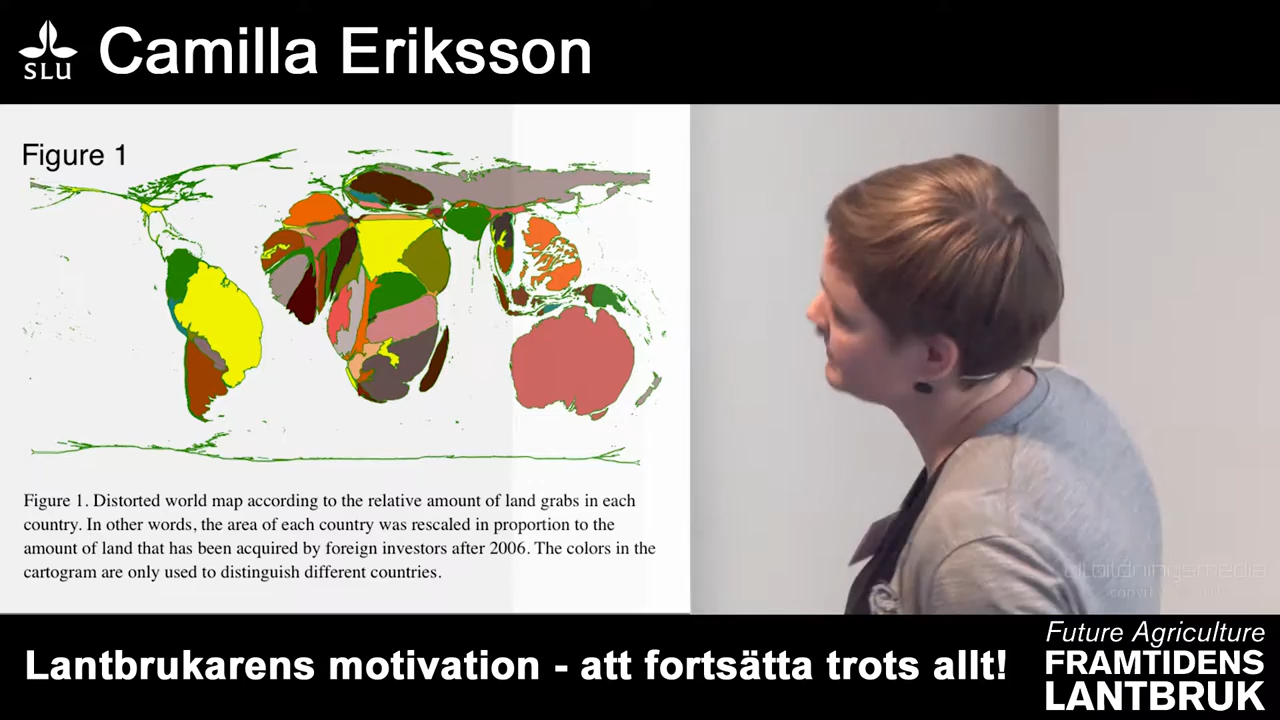 SLU
Camilla Eriksson
Figure 1
Figure 1. Distorted world map according to the relative amount of land grabs in each
country. In other words, the area of each country was rescaled in proportion to the
amount of land that has been acquired by foreign investors after 2006. The colors in the
cartogram are only used to distinguish different countries.
utbildningsmedia
Lantbrukarens motivation - att fortsätta trots allt!
Future Agriculture
FRAMTIDENS
LANTBRUK